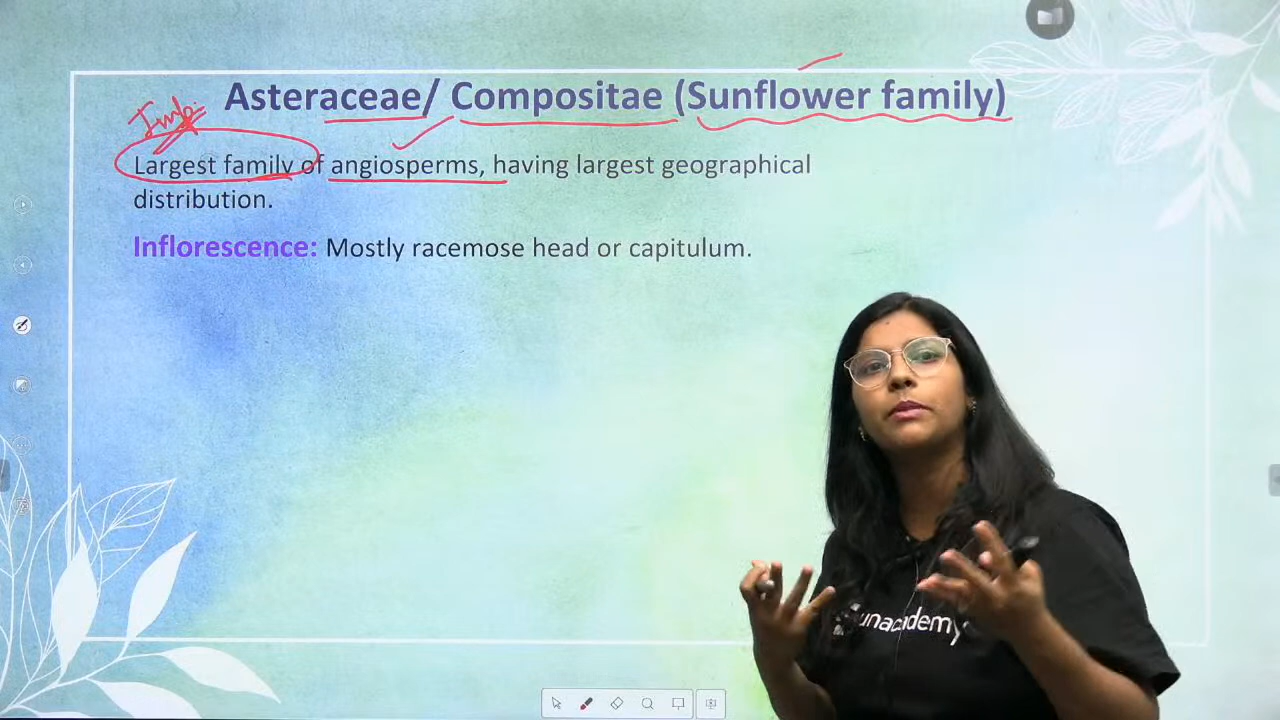 Asteraceae/ Compositae (Sunflower family)
Imp.
Largest family of angiosperms, having largest geographical
distribution.
Inflorescence: Mostly racemose head or capitulum.
unacademy